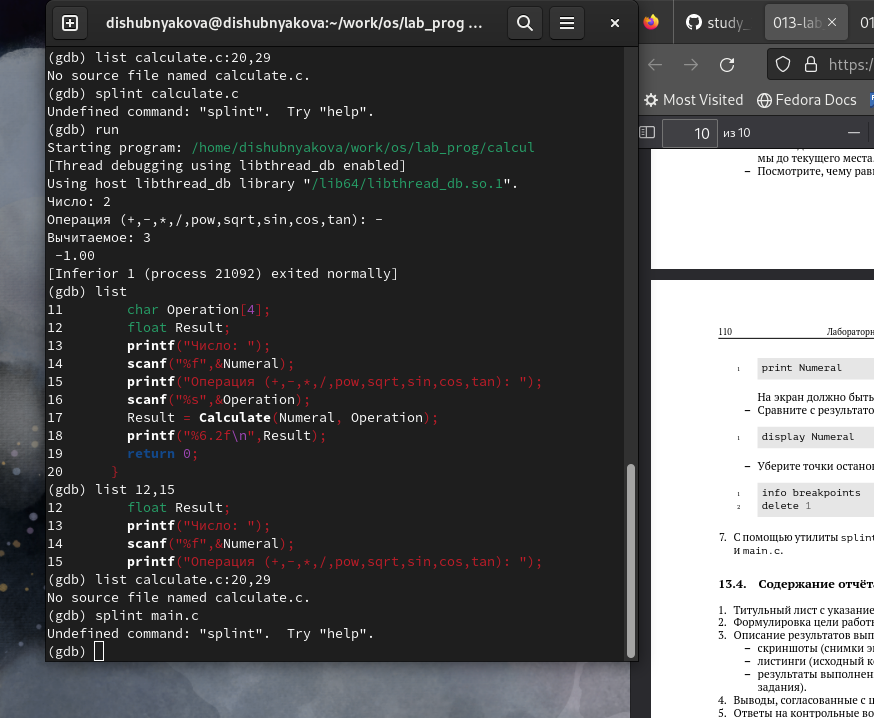 dishubnyakova@dishubnyakova:~/work/os/lab_prog ...
(gdb) list calculate.c:20,29
No source file named calculate.c.
(gdb) splint calculate.c
Undefined command: "splint".  Try "help".
(gdb) run
Starting program: /home/dishubnyakova/work/os/lab_prog/calcul
[Thread debugging using libthread_db enabled]
Using host libthread_db library "/lib64/libthread_db.so.1".
Число: 2
Операция (+,-,*,/,pow,sqrt,sin,cos,tan): -
Вычитаемое: 3
 -1.00
[Inferior 1 (process 21092) exited normally]
(gdb) list
11        char Operation[4];
12        float Result;
13        printf("Число: ");
14        scanf("%f",&Numeral);
15        printf("Операция (+,-,*,/,pow,sqrt,sin,cos,tan): ");
16        scanf("%s",&Operation);
17        Result = Calculate(Numeral, Operation);
18        printf("%6.2f\n",Result);
19        return 0;
20      }
(gdb) list 12,15
12        float Result;
13        printf("Число: ");
14        scanf("%f",&Numeral);
15        printf("Операция (+,-,*,/,pow,sqrt,sin,cos,tan): ");
(gdb) list calculate.c:20,29
No source file named calculate.c.
(gdb) splint main.c
Undefined command: "splint".  Try "help".
(gdb)
study_
013-lab
01
https:/
Most Visited
Fedora Docs
10 из 10
мы до текущего места.
– Посмотрите, чему рав
110 Лабораторн
1 print Numeral
На экран должно быть
– Сравните с результато
1 display Numeral
– Уберите точки останов
1 info breakpoints
2 delete 1
7. С помощью утилиты splint
и main.c.
13.4. Содержание отчёта
1. Титульный лист с указание
2. Формулировка цели работы
3. Описание результатов вып
– скриншоты (снимки э
– листинги (исходный к
– результаты выполнен
задания).
4. Выводы, согласованные с ц
5. Ответы на контрольные во